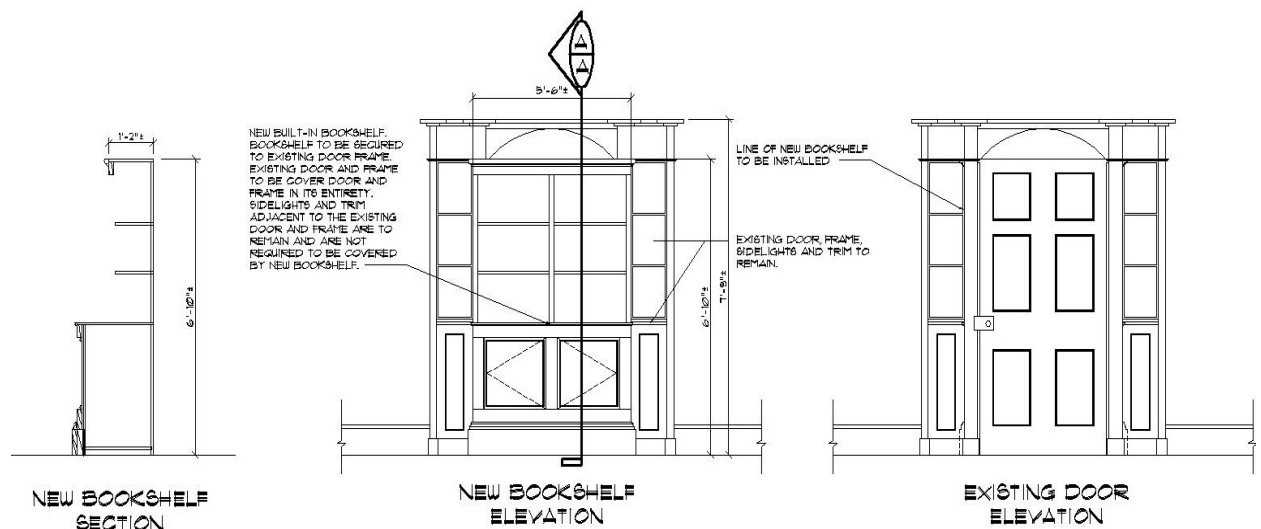 A
A
5'-6"±
1'-2"±
NEW BUILT-IN BOOKSHELF.
BOOKSHELF TO BE SECURED
TO EXISTING DOOR FRAME.
EXISTING DOOR AND FRAME
TO BE COVER DOOR AND
FRAME IN ITS ENTIRETY.
SIDELIGHTS AND TRIM
ADJACENT TO THE EXISTING
DOOR AND FRAME ARE TO
REMAIN AND ARE NOT
REQUIRED TO BE COVERED
BY NEW BOOKSHELF.
LINE OF NEW BOOKSHELF
TO BE INSTALLED
EXISTING DOOR, FRAME,
SIDELIGHTS AND TRIM TO
REMAIN.
6'-10"±
6'-10"±
7'-8"±
NEW BOOKSHELF
SECTION
NEW BOOKSHELF
ELEVATION
EXISTING DOOR
ELEVATION